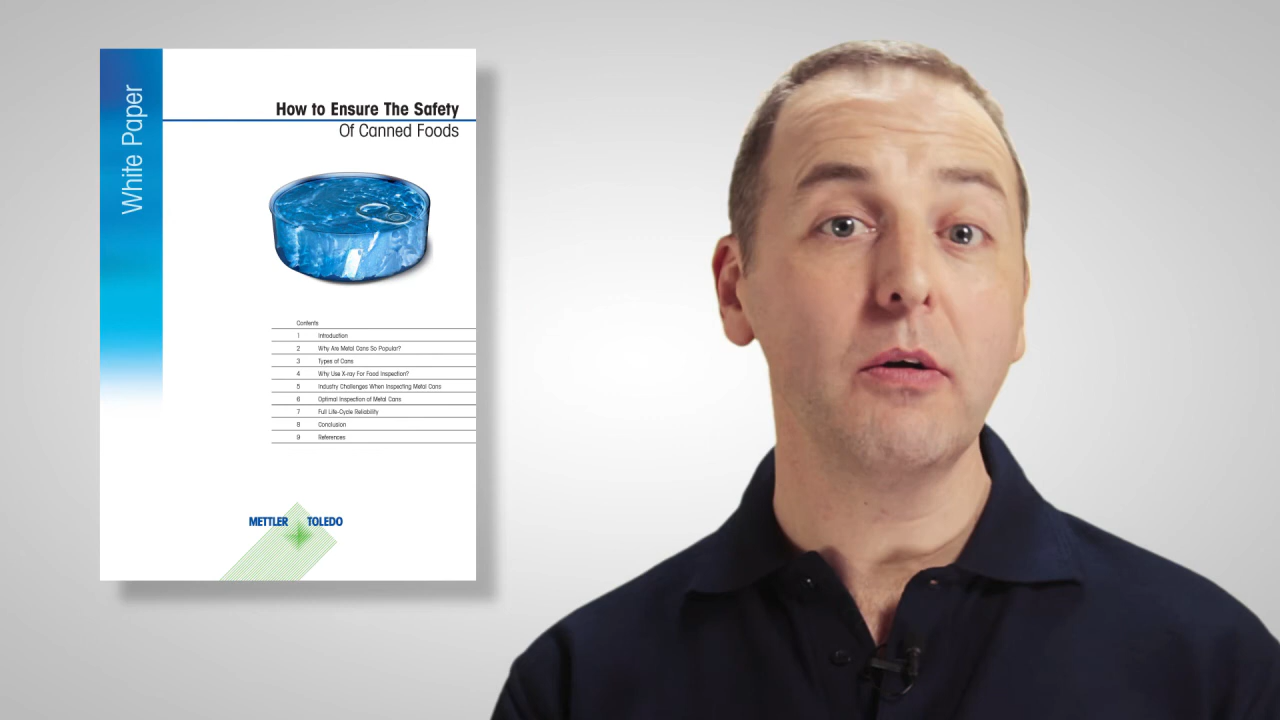 White Paper
How to Ensure The Safety
Of Canned Foods
Contents
1 Introduction
2 Why Are Metal Cans So Popular?
3 Types of Cans
4 Why Use X-ray For Food Inspection?
5 Industry Challenges When Inspecting Metal Cans
6 Optimal Inspection of Metal Cans
7 Full Life-Cycle Reliability
8 Conclusion
9 References
METTLER TOLEDO